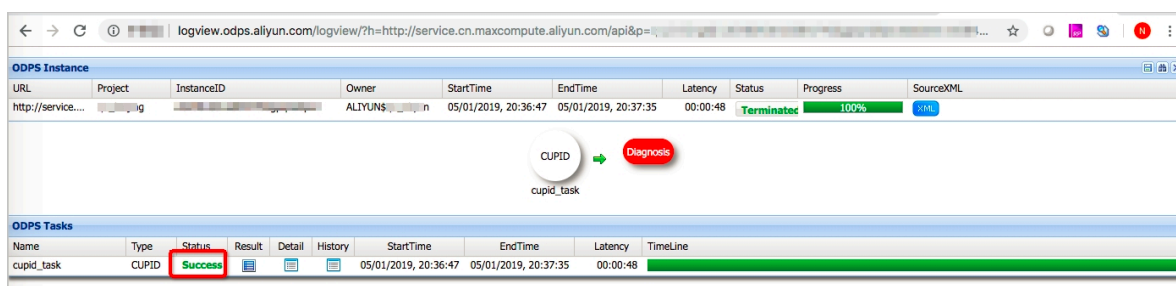 logview.odps.aliyun.com/logview/?h=http://service.cn.maxcompute.aliyun.com/api&p=
N
ODPS Instance
URL Project InstanceID Owner StartTime EndTime Latency Status Progress SourceXML
http://service.... ALIYUN$ 05/01/2019, 20:36:47 05/01/2019, 20:37:35 00:00:48 Terminated 100% XML
CUPID Diagnosis
cupid_task
ODPS Tasks
Name Type Status Result Detail History StartTime EndTime Latency TimeLine
cupid_task CUPID Success 05/01/2019, 20:36:47 05/01/2019, 20:37:35 00:00:48